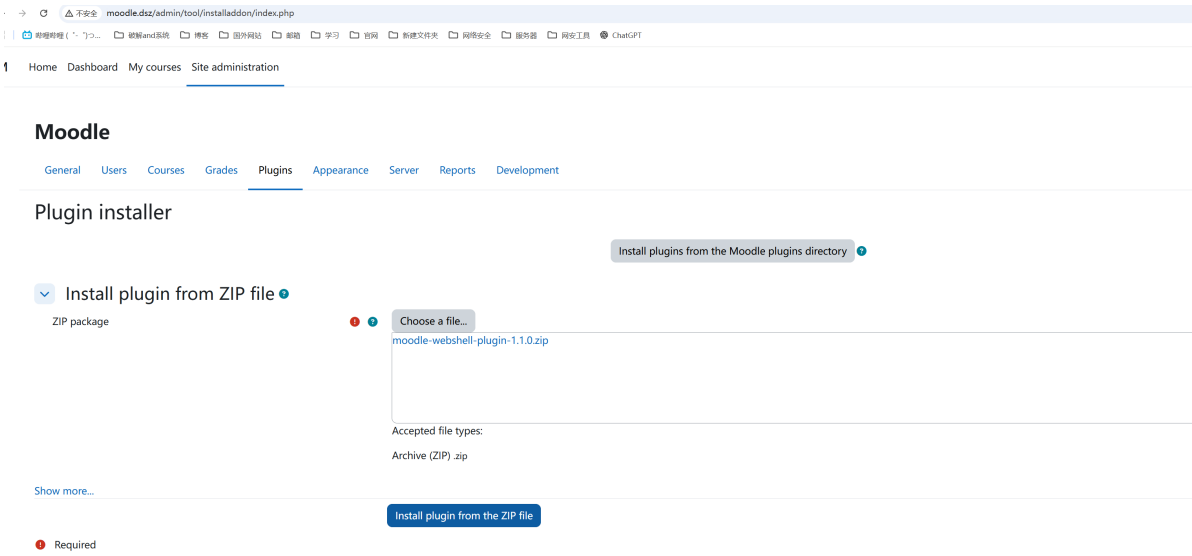 不安全 moodle.dsz/admin/tool/installaddon/index.php
哔哩哔哩 ( ゜- ゜)つ... 破解and系统 博客 国外网站 邮箱 学习 官网 新建文件夹 网络安全 服务器 网安工具 ChatGPT
Home Dashboard My courses Site administration
Moodle
General Users Courses Grades Plugins Appearance Server Reports Development
Plugin installer
Install plugins from the Moodle plugins directory
Install plugin from ZIP file
ZIP package
Choose a file...
moodle-webshell-plugin-1.1.0.zip
Accepted file types:
Archive (ZIP) .zip
Show more...
Install plugin from the ZIP file
Required